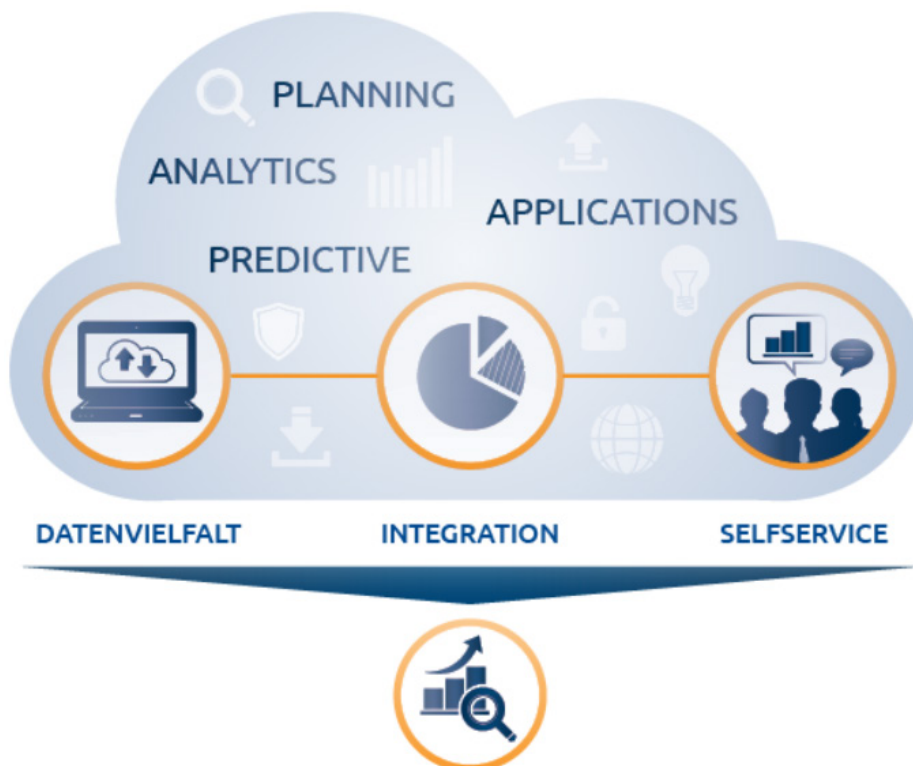 PLANNING
ANALYTICS
APPLICATIONS
PREDICTIVE
DATENVIELFALT
INTEGRATION
SELFSERVICE